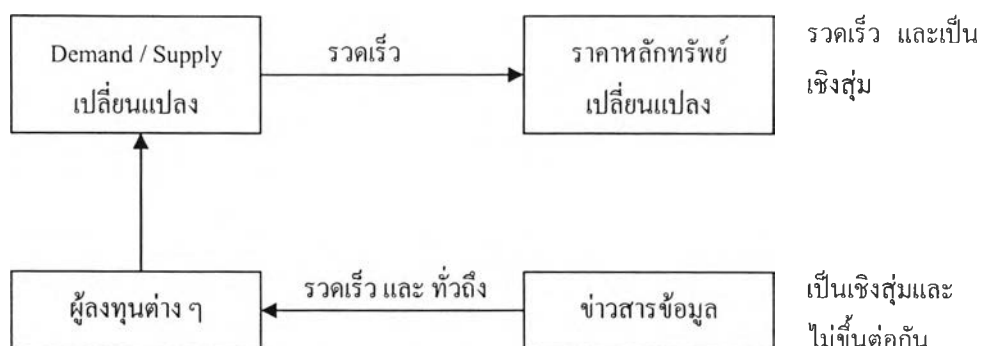 Demand / Supply
เปลี่ยนแปลง
รวดเร็ว
ราคาหลักทรัพย์
เปลี่ยนแปลง
รวดเร็ว และเป็น
เชิงสุ่ม
ผู้ลงทุนต่าง ๆ
รวดเร็ว และ ทั่วถึง
ข่าวสารข้อมูล
เป็นเชิงสุ่มและ
ไม่ขึ้นต่อกัน